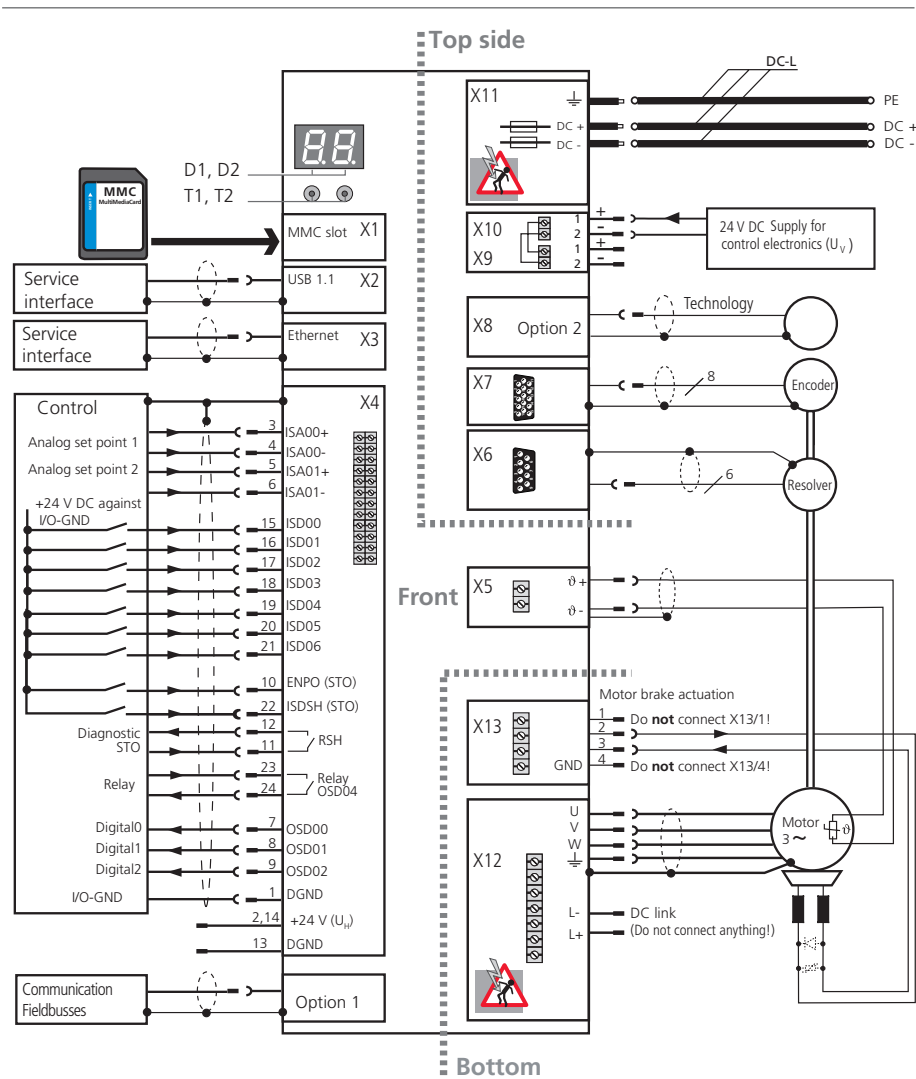 Top side
DC-L
X11
PE
DC +
DC +
DC -
DC -
8.8.
D1, D2
T1, T2
MMC
MultiMediaCard
MMC slot X1
X10
X9
+
1
-
2
+
1
-
2
24 V DC Supply for
control electronics (UV)
Service
interface
USB 1.1 X2
Service
interface
Ethernet X3
X8 Option 2
Technology
X7
8
Encoder
X6
6
Resolver
Control
X4
Analog set point 1
3 ISA00+
4 ISA00-
Analog set point 2
5 ISA01+
6 ISA01-
+24 V DC against
I/O-GND
15 ISD00
16 ISD01
17 ISD02
18 ISD03
19 ISD04
20 ISD05
21 ISD06
10 ENPO (STO)
22 ISDSH (STO)
Diagnostic
STO
12
11
RSH
Relay
23
24
Relay
OSD04
Digital0 7 OSD00
Digital1 8 OSD01
Digital2 9 OSD02
I/O-GND 1 DGND
2,14 +24 V (UH)
13 DGND
Communication
Fieldbusses
Option 1
Front
X5
ϑ +
ϑ -
Motor brake actuation
X13
1 Do not connect X13/1!
2
3
GND 4 Do not connect X13/4!
X12
U
V
W
Motor
3 ~
ϑ
L- DC link
L+ (Do not connect anything!)
Bottom